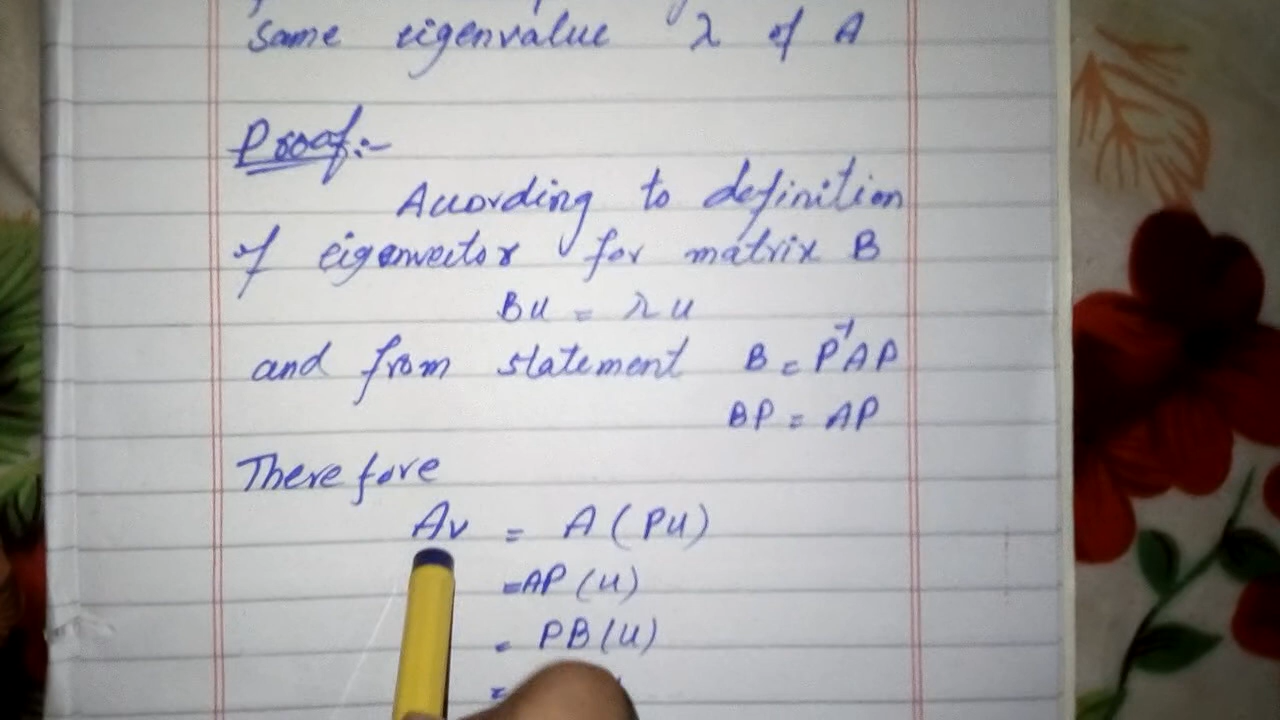 same eigenvalue λ of A
Proof:-
According to definition
of eigenvector for matrix B
Bu = λu
and from statement B = P⁻¹AP
BP = AP
Therefore
Av = A(Pu)
=AP(u)
= PB(u)
=